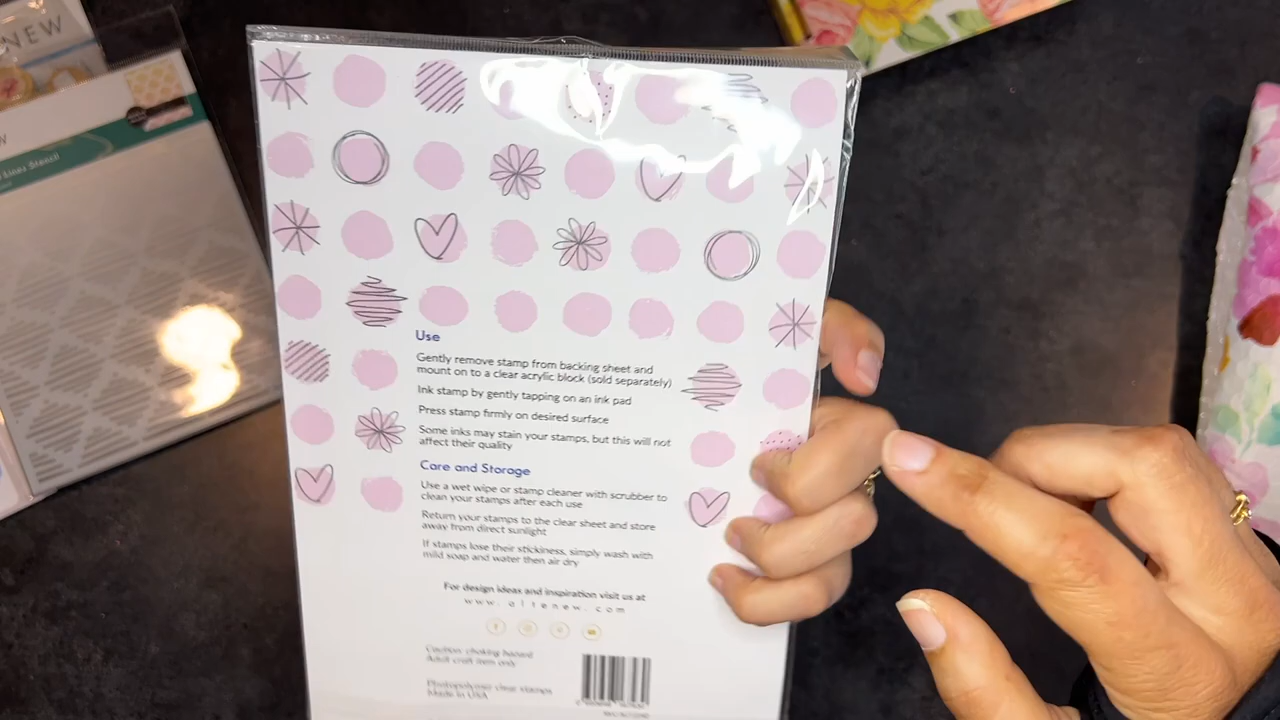 NEW
W
Lines Stencil
Use
Gently remove stamp from backing sheet and
mount on to a clear acrylic block (sold separately)
Ink stamp by gently tapping on an ink pad
Press stamp firmly on desired surface
Some inks may stain your stamps, but this will not
affect their quality
Care and Storage
Use a wet wipe or stamp cleaner with scrubber to
clean your stamps after each use
Return your stamps to the clear sheet and store
away from direct sunlight
If stamps lose their stickiness, simply wash with
mild soap and water then air dry
For design ideas and inspiration visit us at
www.altenew.com
Caution: choking hazard
Adult craft item only
Photopolymer clear stamps
Made in USA